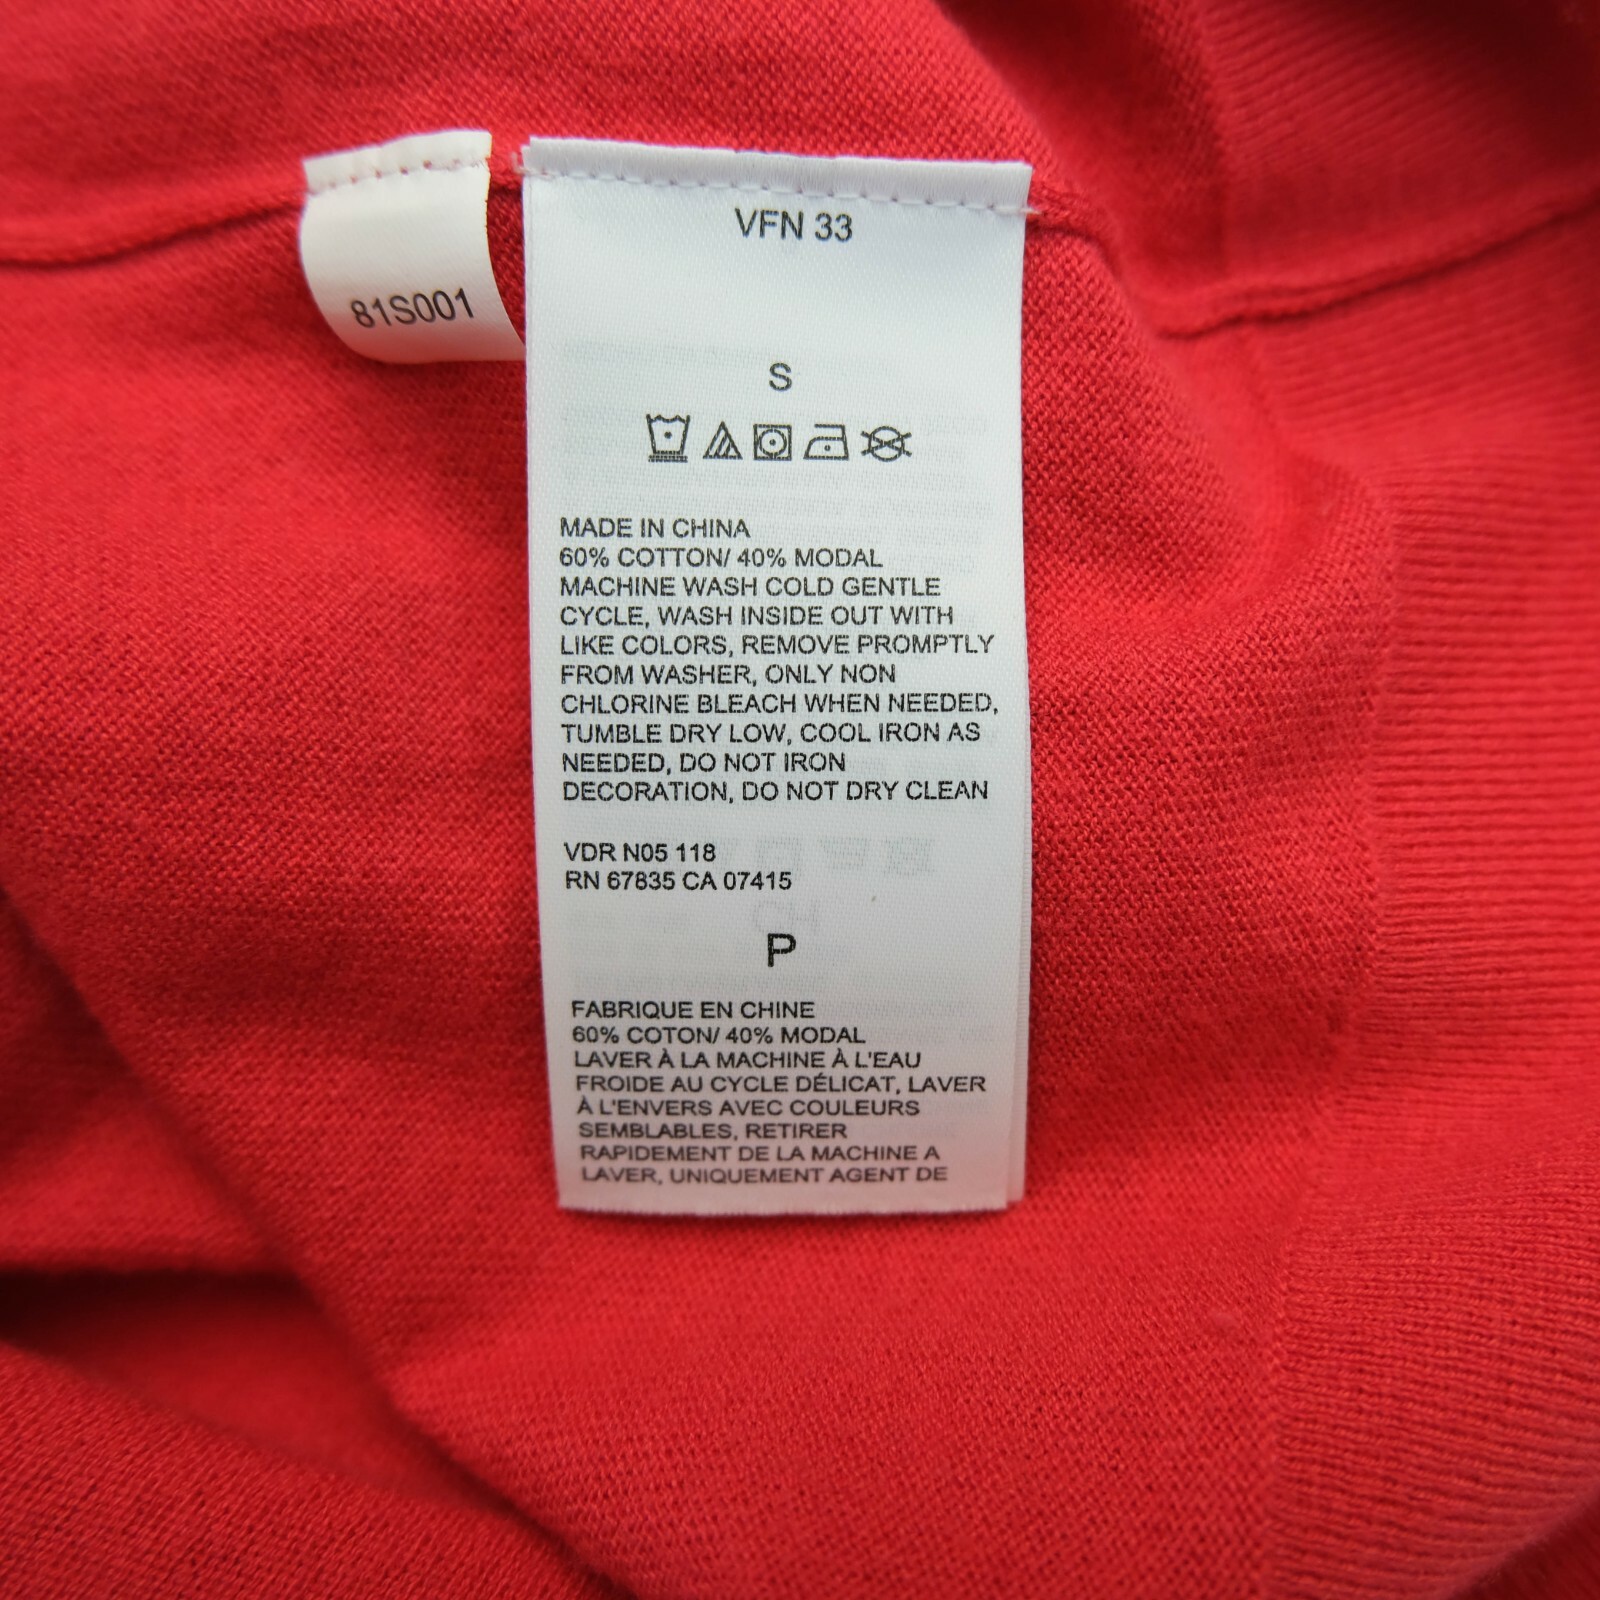 VFN 33
81S001
S
MADE IN CHINA
60% COTTON/ 40% MODAL
MACHINE WASH COLD GENTLE
CYCLE, WASH INSIDE OUT WITH
LIKE COLORS, REMOVE PROMPTLY
FROM WASHER, ONLY NON
CHLORINE BLEACH WHEN NEEDED,
TUMBLE DRY LOW, COOL IRON AS
NEEDED, DO NOT IRON
DECORATION, DO NOT DRY CLEAN
VDR N05 118
RN 67835 CA 07415
P
FABRIQUE EN CHINE
60% COTON/ 40% MODAL
LAVER À LA MACHINE À L'EAU
FROIDE AU CYCLE DÉLICAT, LAVER
À L'ENVERS AVEC COULEURS
SEMBLABLES, RETIRER
RAPIDEMENT DE LA MACHINE A
LAVER, UNIQUEMENT AGENT DE